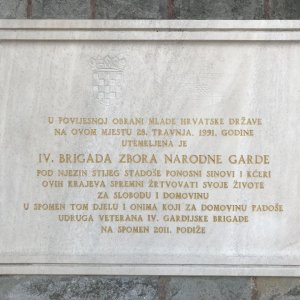 U POVIJESNOJ OBRANI MLADE HRVATSKE DRŽAVE
NA OVOM MJESTU 28. TRAVNJA. 1991. GODINE
UTEMELJENA JE
IV. BRIGADA ZBORA NARODNE GARDE
POD NJEZIN STIJEG STADOŠE PONOSNI SINOVI I KĆERI
OVIH KRAJEVA SPREMNI ŽRTVOVATI SVOJE ŽIVOTE
ZA SLOBODU I DOMOVINU
U SPOMEN TOM DJELU I ONIMA KOJI ZA DOMOVINU PADOŠE
UDRUGA VETERANA IV. GARDIJSKE BRIGADE
NA SPOMEN 2011. PODIŽE